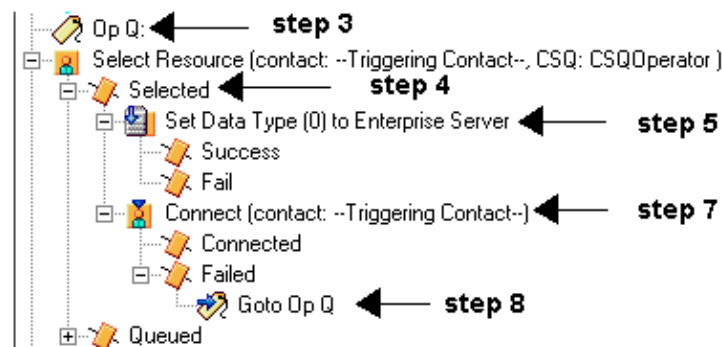 Op Q: step 3
Select Resource (contact: --Triggering Contact--, CSQ: CSQOperator )
Selected step 4
Set Data Type (0) to Enterprise Server step 5
Success
Fail
Connect (contact: --Triggering Contact--) step 7
Connected
Failed
Goto Op Q step 8
Queued